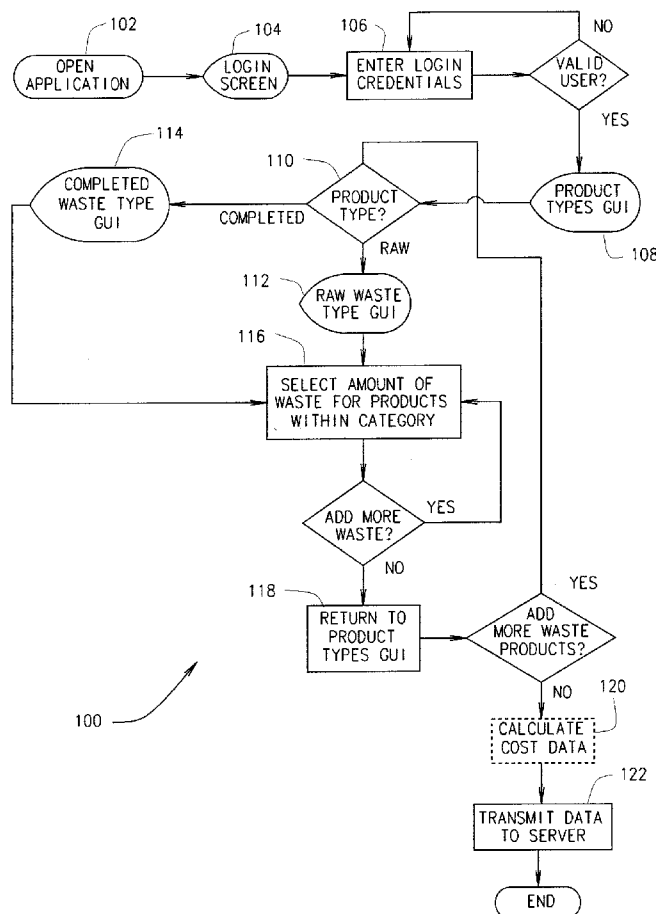 102
OPEN
APPLICATION
104
LOGIN
SCREEN
106
ENTER LOGIN
CREDENTIALS
NO
VALID
USER?
YES
114
COMPLETED
WASTE TYPE
GUI
COMPLETED
110
PRODUCT
TYPE?
RAW
PRODUCT
TYPES GUI
108
112
RAW WASTE
TYPE GUI
116
SELECT AMOUNT OF
WASTE FOR PRODUCTS
WITHIN CATEGORY
ADD MORE
WASTE?
YES
NO
118
RETURN TO
PRODUCT
TYPES GUI
YES
ADD
MORE WASTE
PRODUCTS?
NO
100
120
CALCULATE
COST DATA
122
TRANSMIT DATA
TO SERVER
END